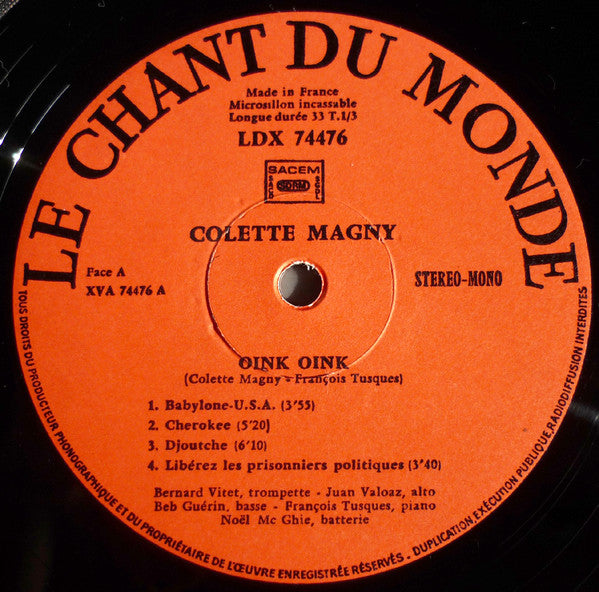 LE CHANT DU MONDE
Made in France
Microsillon incassable
Longue durée 33 T.1/3
LDX 74476
SACEM
SACD SDRM SGDL
COLETTE MAGNY
Face A
XVA 74476 A
STEREO-MONO
OINK OINK
(Colette Magny - François Tusques)
1. Babylone-U.S.A. (3'55)
2. Cherokee (5'20)
3. Djoutche (6'10)
4. Libérez les prisonniers politiques (3'40)
Bernard Vitet, trompette - Juan Valoaz, alto
Beb Guérin, basse - François Tusques, piano
Noël Mc Ghie, batterie
TOUS DROITS DU PRODUCTEUR PHONOGRAPHIQUE ET DU PROPRIÉTAIRE DE L'ŒUVRE ENREGISTRÉE RÉSERVÉS - DUPLICATION, EXÉCUTION PUBLIQUE, RADIODIFFUSION INTERDITES